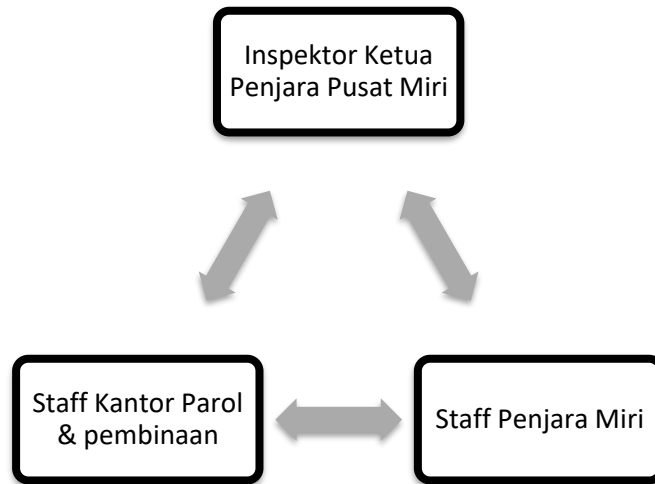 Inspektor Ketua
Penjara Pusat Miri
Staff Kantor Parol
& pembinaan
Staff Penjara Miri